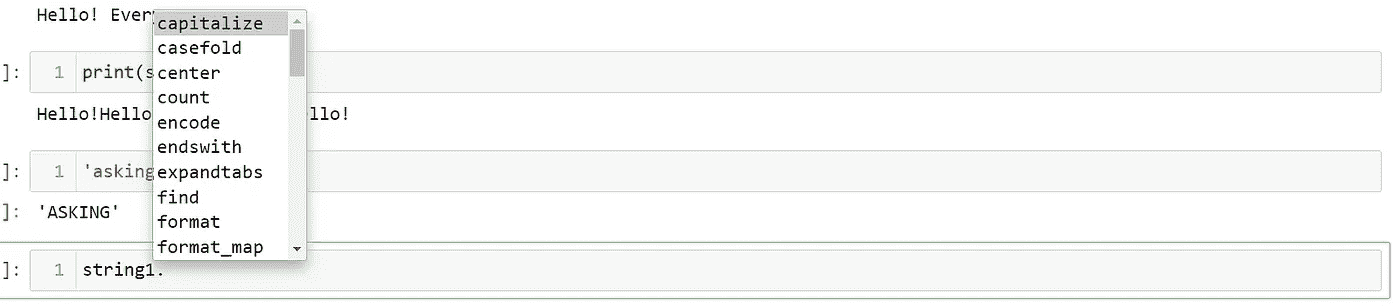 Hello! Ever
capitalize
casefold
]: 1 print(s
center
count
Hello!Hello
ello!
encode
endswith
]: 1 'asking
expandtabs
find
]: 'ASKING'
format
format_map
]: 1 string1.